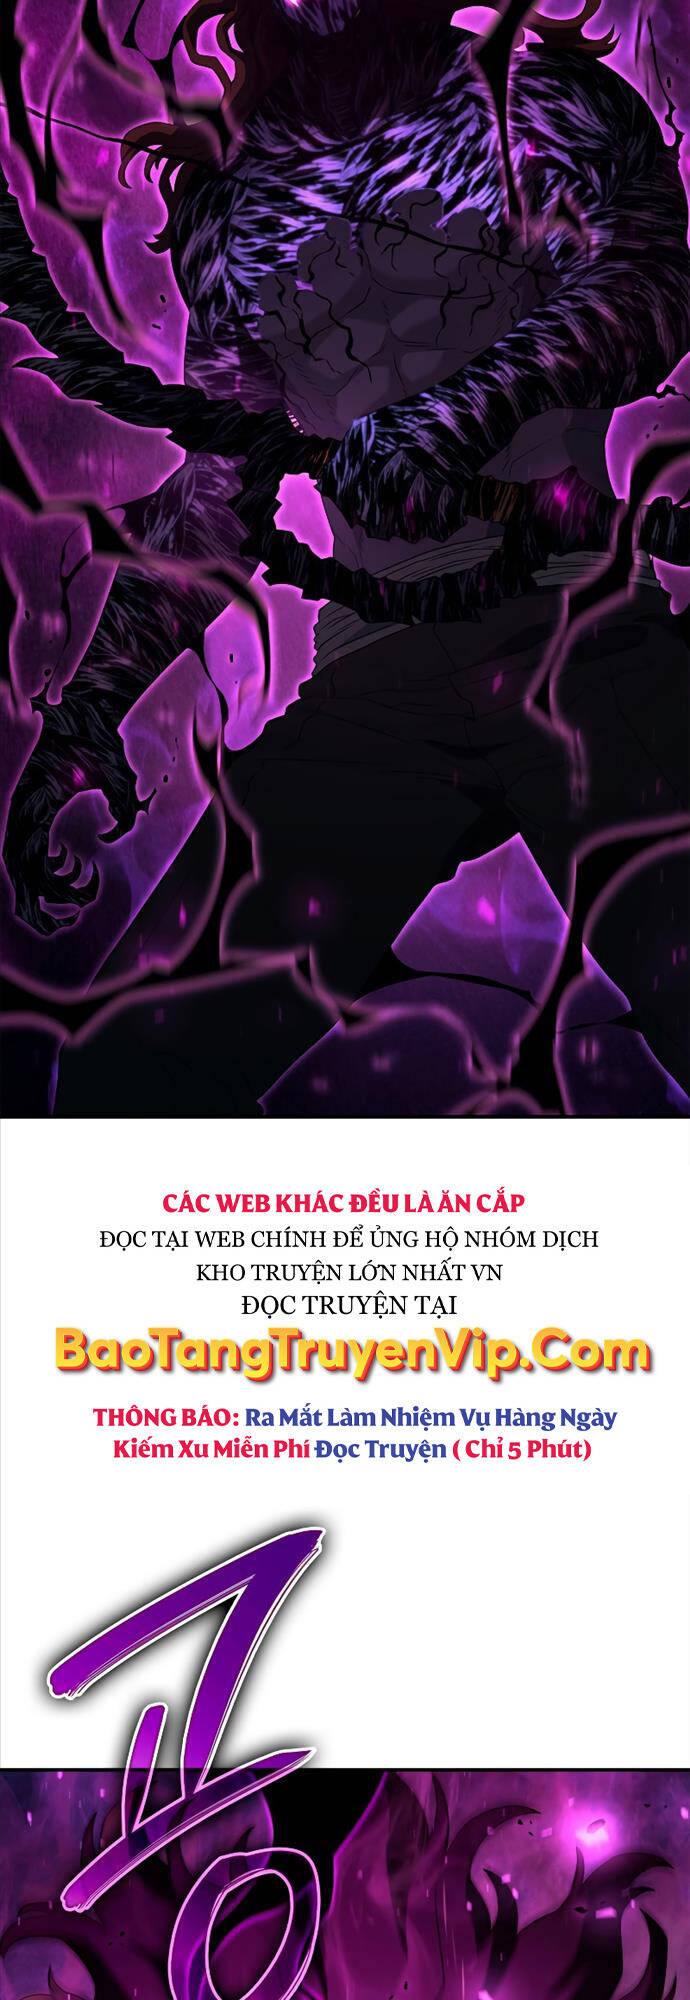 CÁC WEB KHÁC ĐỀU LÀ ĂN CẮP
ĐỌC TẠI WEB CHÍNH ĐỂ ỦNG HỘ NHÓM DỊCH
KHO TRUYỆN LỚN NHẤT VN
ĐỌC TRUYỆN TẠI
BaoTangTruyenVip.Com
THÔNG BÁO: Ra Mắt Làm Nhiệm Vụ Hàng Ngày
Kiếm Xu Miễn Phí Đọc Truyện ( Chỉ 5 Phút)
고